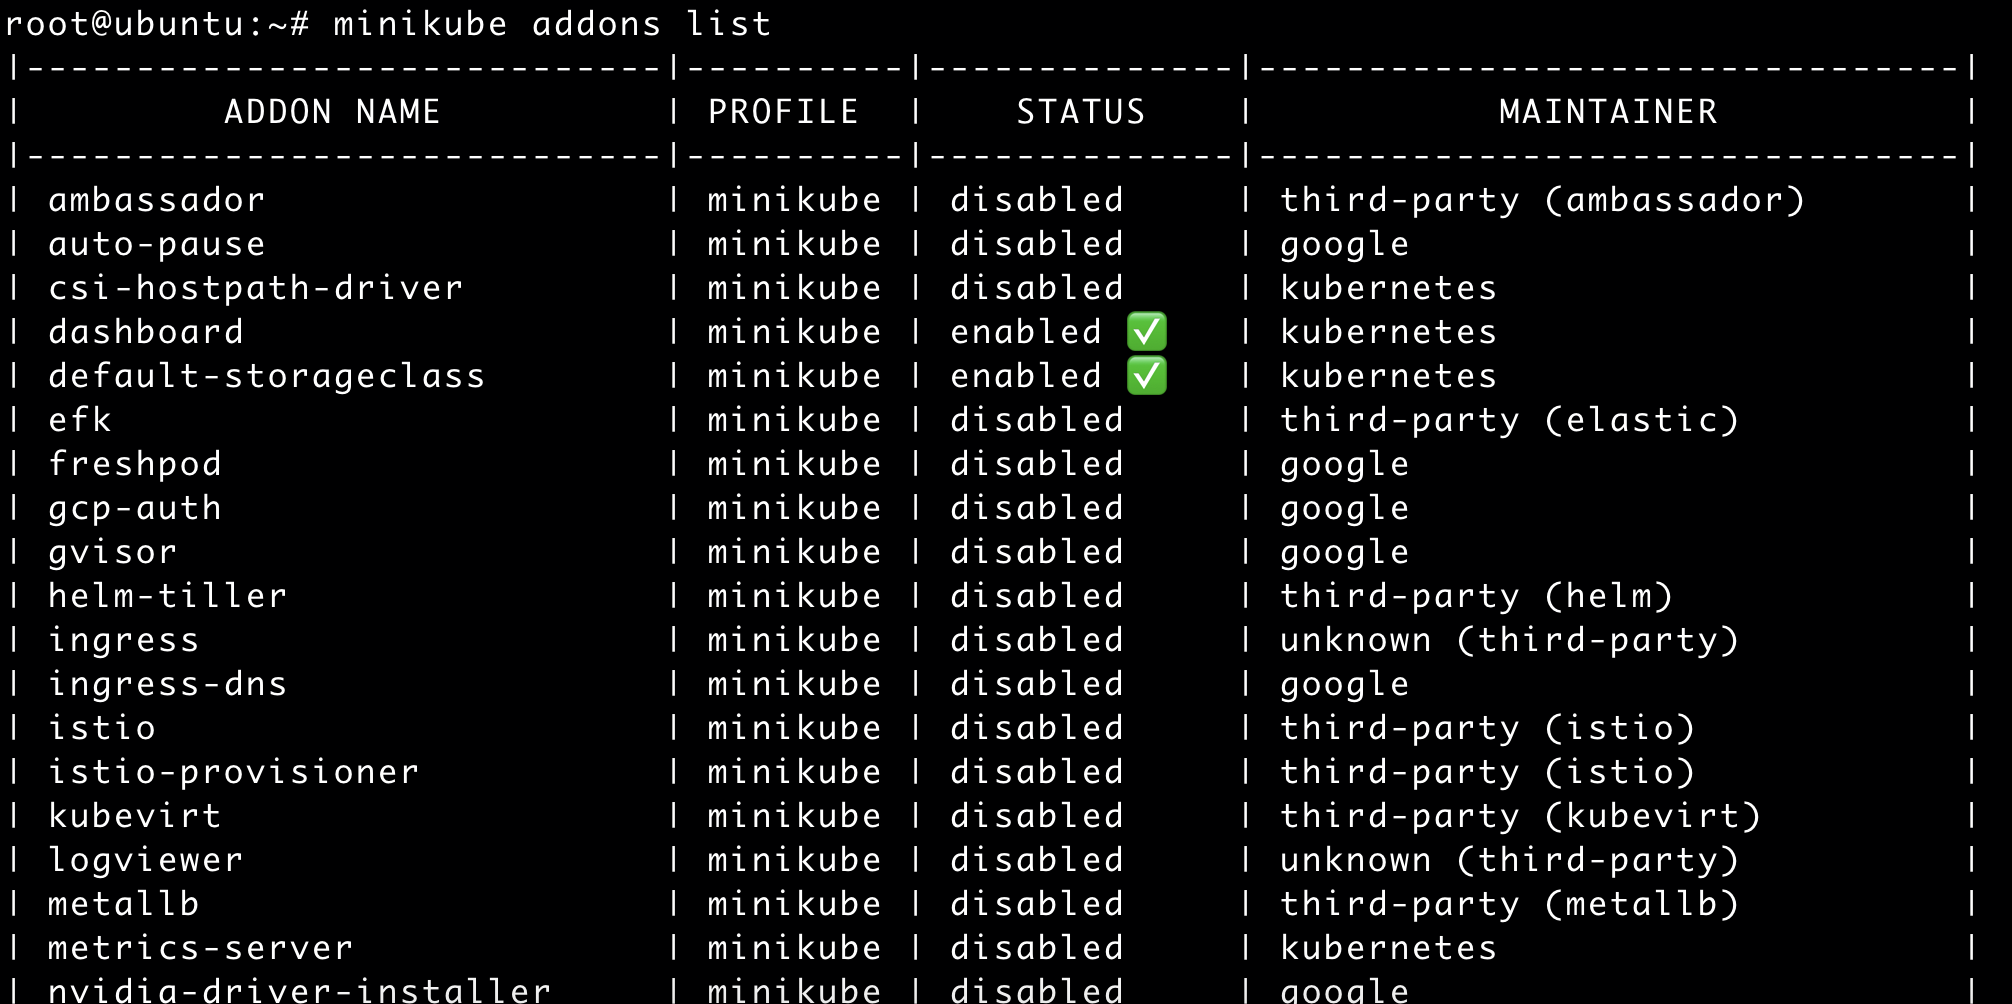 root@ubuntu:~# minikube addons list
|-----------------------------|----------|--------------|--------------------------------|
|         ADDON NAME          | PROFILE  |    STATUS    |           MAINTAINER           |
|-----------------------------|----------|--------------|--------------------------------|
| ambassador                  | minikube | disabled     | third-party (ambassador)       |
| auto-pause                  | minikube | disabled     | google                         |
| csi-hostpath-driver         | minikube | disabled     | kubernetes                     |
| dashboard                   | minikube | enabled ✅   | kubernetes                     |
| default-storageclass        | minikube | enabled ✅   | kubernetes                     |
| efk                         | minikube | disabled     | third-party (elastic)          |
| freshpod                    | minikube | disabled     | google                         |
| gcp-auth                    | minikube | disabled     | google                         |
| gvisor                      | minikube | disabled     | google                         |
| helm-tiller                 | minikube | disabled     | third-party (helm)             |
| ingress                     | minikube | disabled     | unknown (third-party)          |
| ingress-dns                 | minikube | disabled     | google                         |
| istio                       | minikube | disabled     | third-party (istio)            |
| istio-provisioner           | minikube | disabled     | third-party (istio)            |
| kubevirt                    | minikube | disabled     | third-party (kubevirt)         |
| logviewer                   | minikube | disabled     | unknown (third-party)          |
| metallb                     | minikube | disabled     | third-party (metallb)          |
| metrics-server              | minikube | disabled     | kubernetes                     |
| nvidia-driver-installer     | minikube | disabled     | google                         |